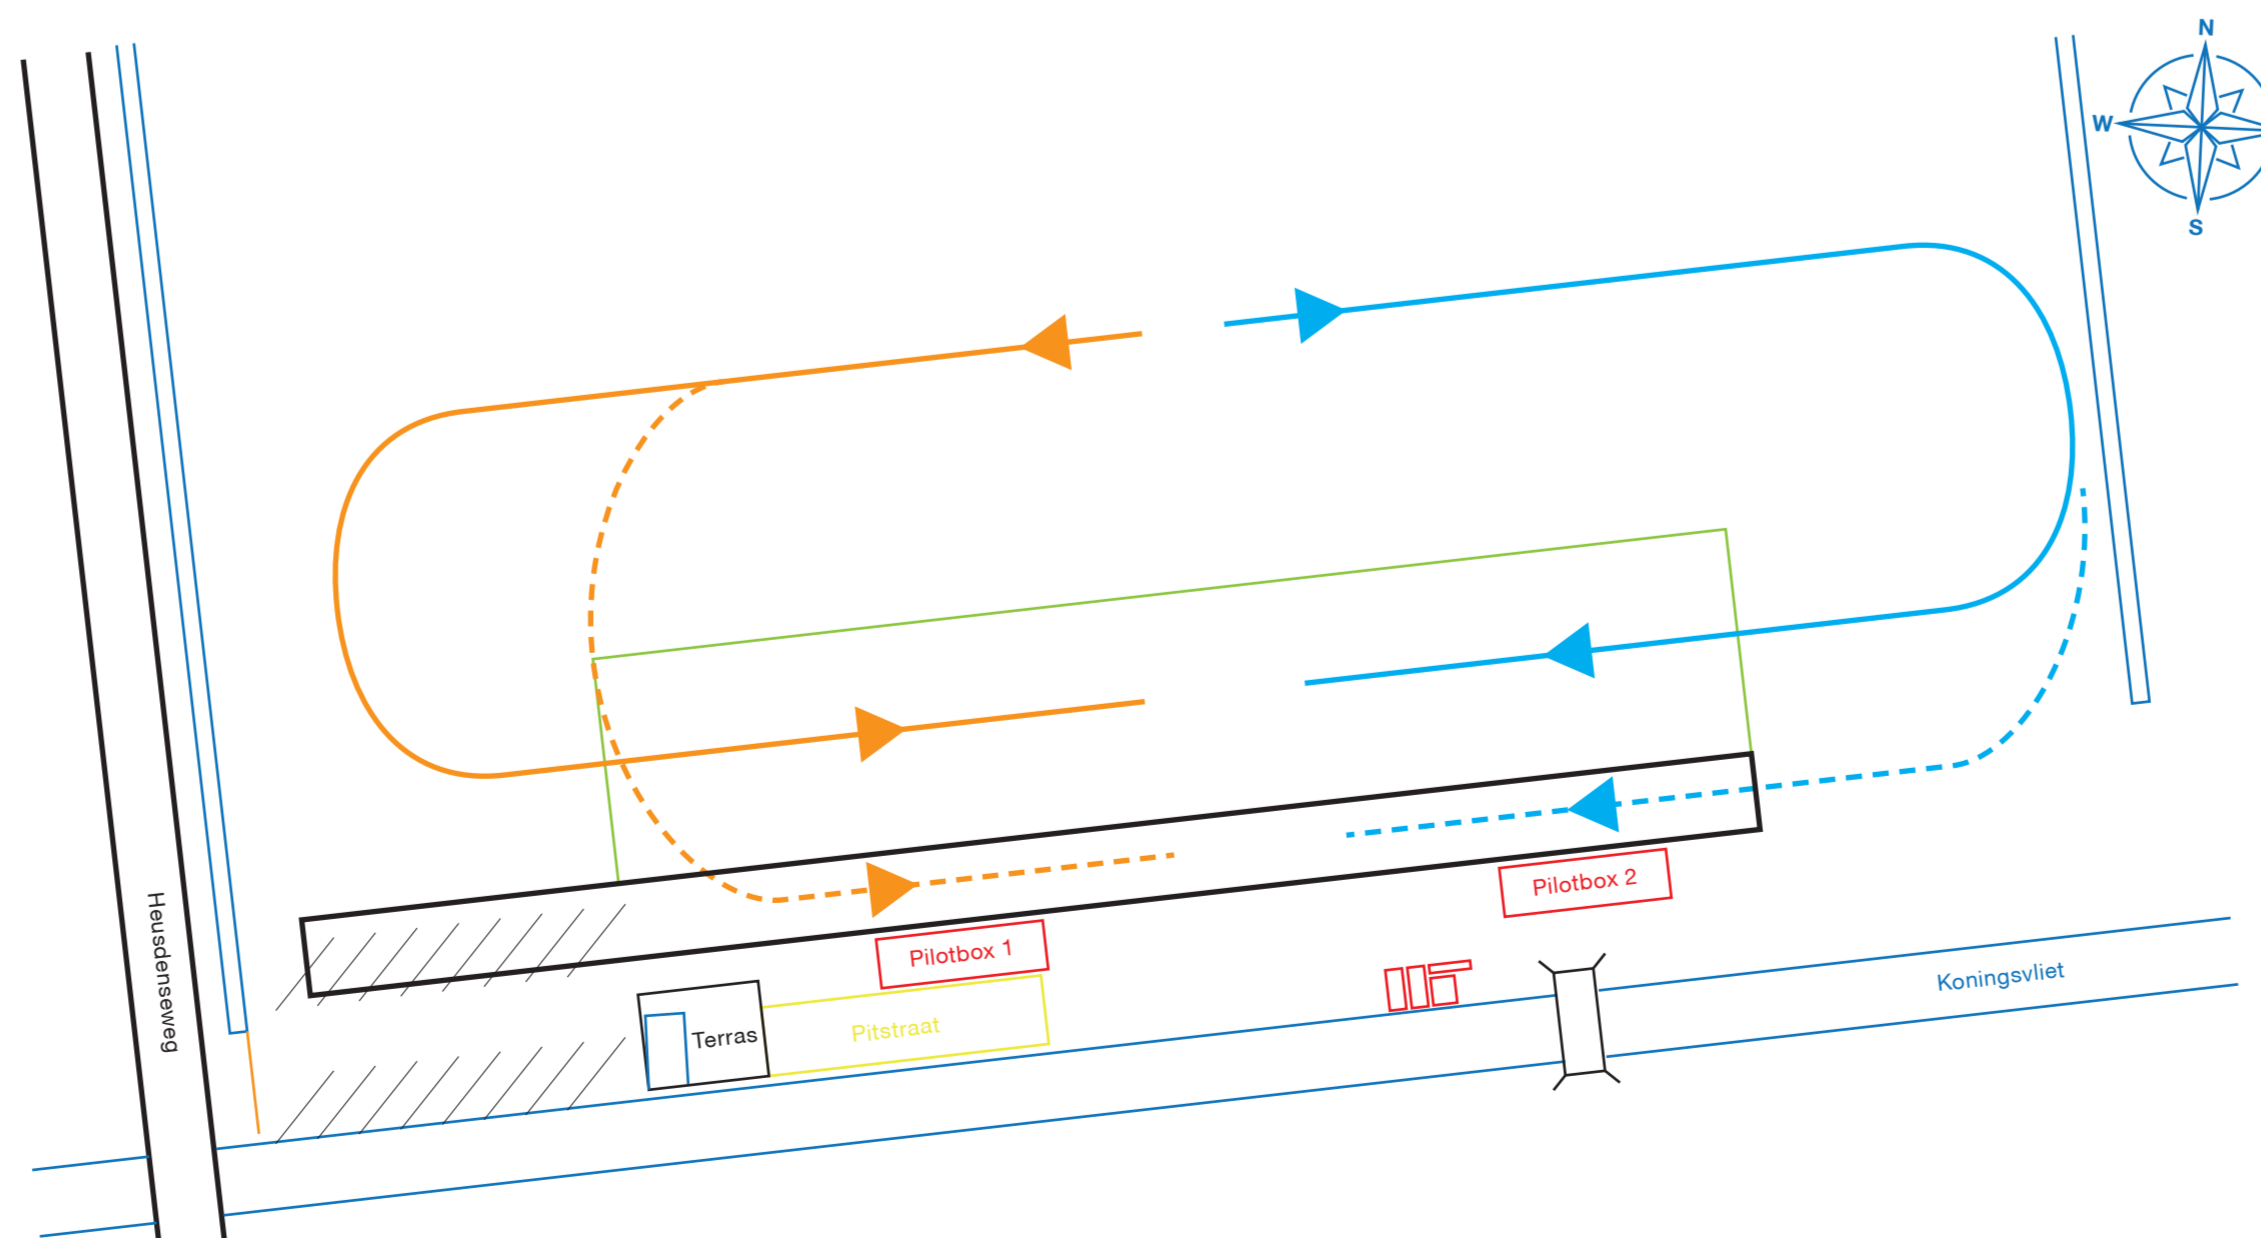 N
W
S
Heusdenseweg
Pilotbox 2
Pilotbox 1
Koningsvliet
Terras
Pitstraat